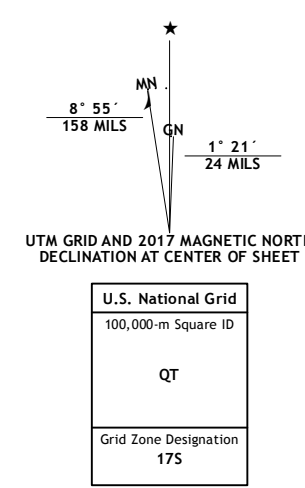 ★
MN
GN
8° 55´
158 MILS
1° 21´
24 MILS
UTM GRID AND 2017 MAGNETIC NORTH
DECLINATION AT CENTER OF SHEET
U.S. National Grid
100,000-m Square ID
QT
Grid Zone Designation
17S